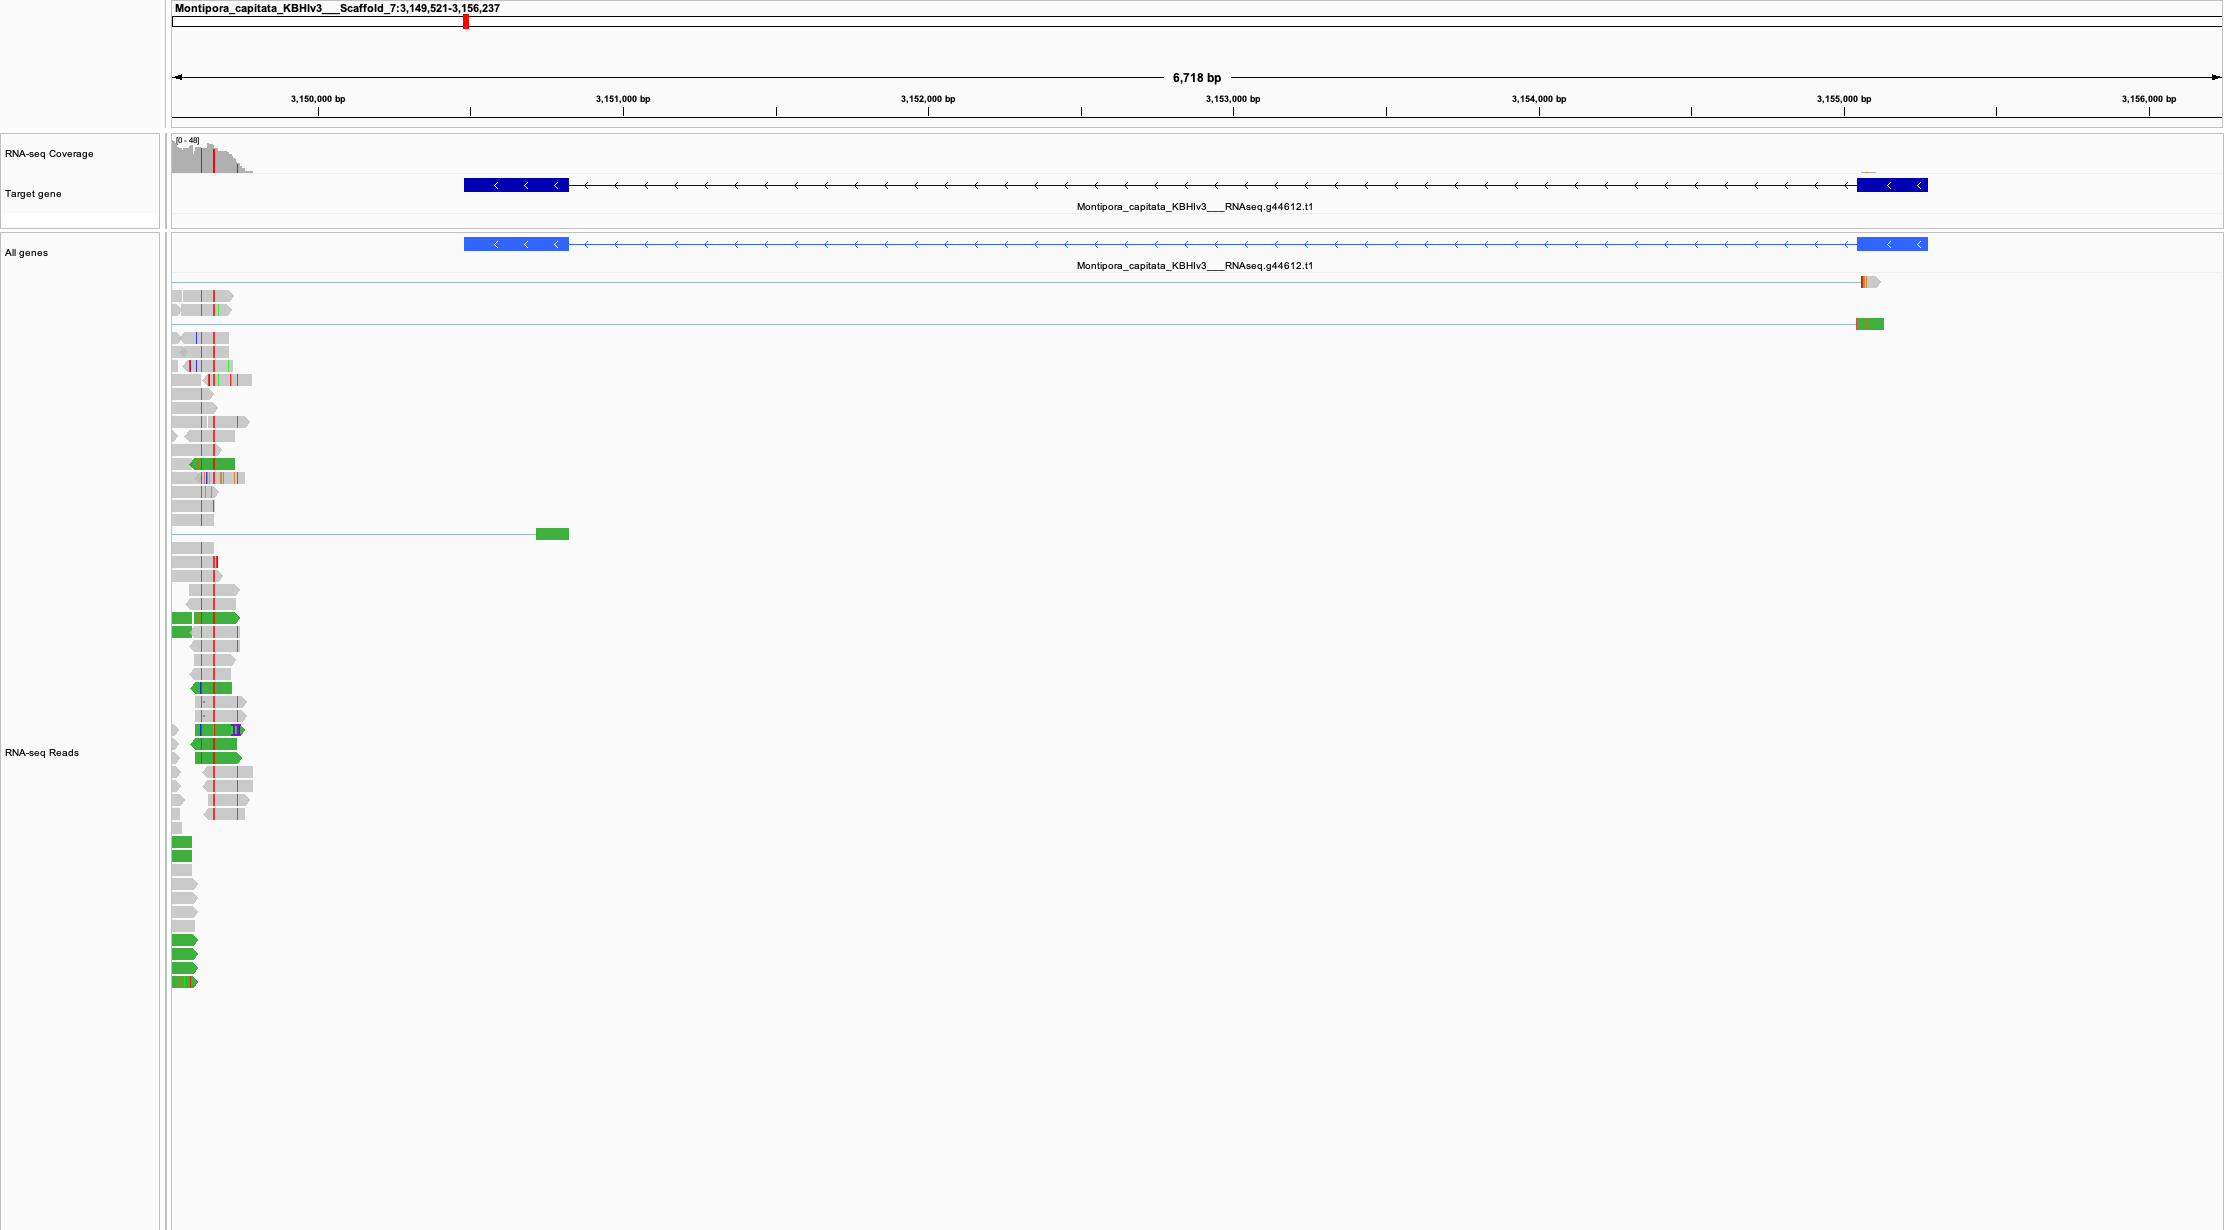 Montipora_capitata_KBHIv3___Scaffold_7:3,149,521-3,156,237
6,718 bp
3,150,000 bp 3,151,000 bp 3,152,000 bp 3,153,000 bp 3,154,000 bp 3,155,000 bp 3,156,000 bp
[0 - 48]
RNA-seq Coverage
Target gene
Montipora_capitata_KBHIv3___RNAseq.g44612.t1
All genes
Montipora_capitata_KBHIv3___RNAseq.g44612.t1
RNA-seq Reads